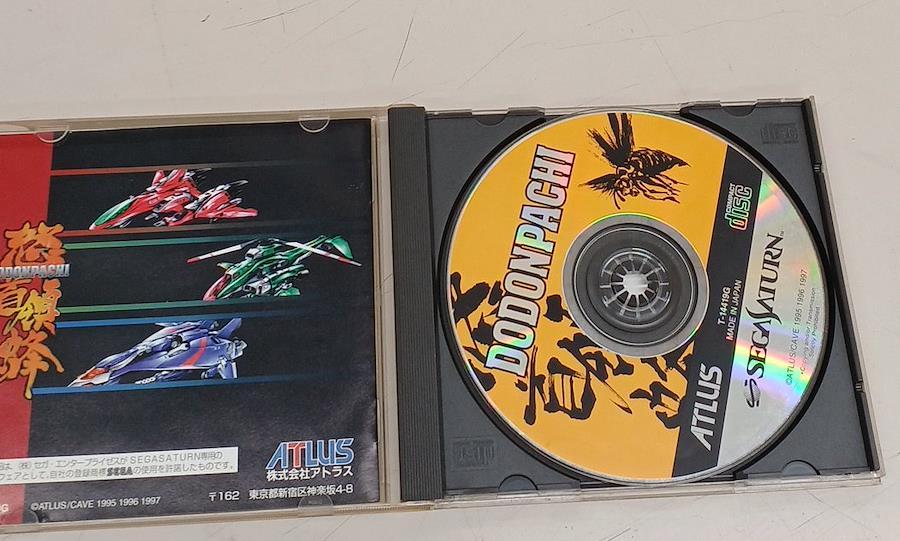 怒首領蜂
DODONPACHI
は、(株)セガ・エンタープライゼスがSEGASATURN専用の
ウェアとして、自社の登録商標SEGAの使用を許諾したものです。
ATLUS
株式会社アトラス
〒162 東京都新宿区神楽坂4-8
©ATLUS/CAVE 1995 1996 1997
DODONPACHI
COMPACT
disc
T-14419G
MADE IN JAPAN
ATLUS
SEGASATURN
©ATLUS/CAVE 1995 1996 1997